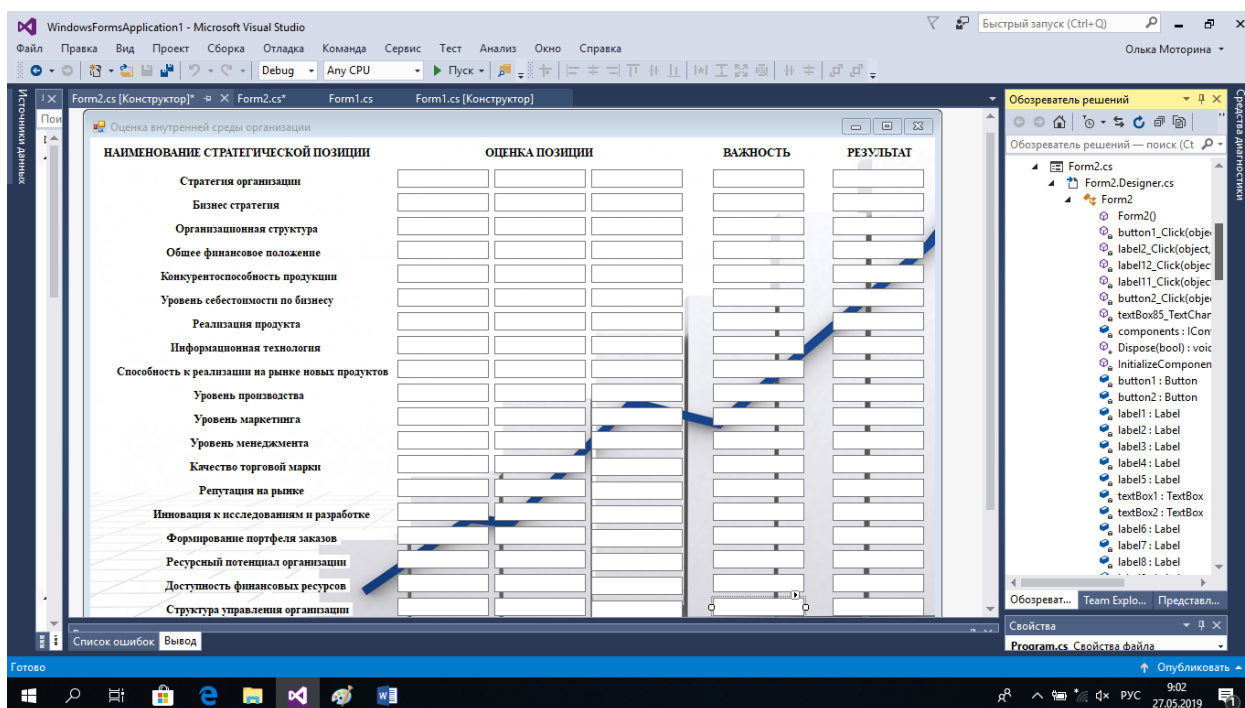 WindowsFormsApplication1 - Microsoft Visual Studio
Быстрый запуск (Ctrl+Q)
Файл Правка Вид Проект Сборка Отладка Команда Сервис Тест Анализ Окно Справка
Олька Моторина
Debug Any CPU Пуск
Источники данных
Form2.cs [Конструктор]* Form2.cs* Form1.cs Form1.cs [Конструктор]
Оценка внутренней среды организации
НАИМЕНОВАНИЕ СТРАТЕГИЧЕСКОЙ ПОЗИЦИИ ОЦЕНКА ПОЗИЦИИ ВАЖНОСТЬ РЕЗУЛЬТАТ
Стратегия организации
Бизнес стратегия
Организационная структура
Общее финансовое положение
Конкурентоспособность продукции
Уровень себестоимости по бизнесу
Реализация продукта
Информационная технология
Способность к реализации на рынке новых продуктов
Уровень производства
Уровень маркетинга
Уровень менеджмента
Качество торговой марки
Репутация на рынке
Инновация к исследованиям и разработке
Формирование портфеля заказов
Ресурсный потенциал организации
Доступность финансовых ресурсов
Структура управления организации
Список ошибок Вывод
Обозреватель решений
Обозреватель решений — поиск (Ct
Form2.cs
Form2.Designer.cs
Form2
Form2()
button1_Click(obje
label2_Click(object,
label12_Click(objec
label11_Click(objec
button2_Click(obje
textBox85_TextChan
components : ICon
Dispose(bool) : voic
InitializeComponen
button1 : Button
button2 : Button
label1 : Label
label2 : Label
label3 : Label
label4 : Label
label5 : Label
textBox1 : TextBox
textBox2 : TextBox
label6 : Label
label7 : Label
label8 : Label
Обозреват... Team Explo... Представл...
Свойства
Program.cs Свойства файла
Средства диагностики
Готово
Опубликовать
РУС
9:02
27.05.2019